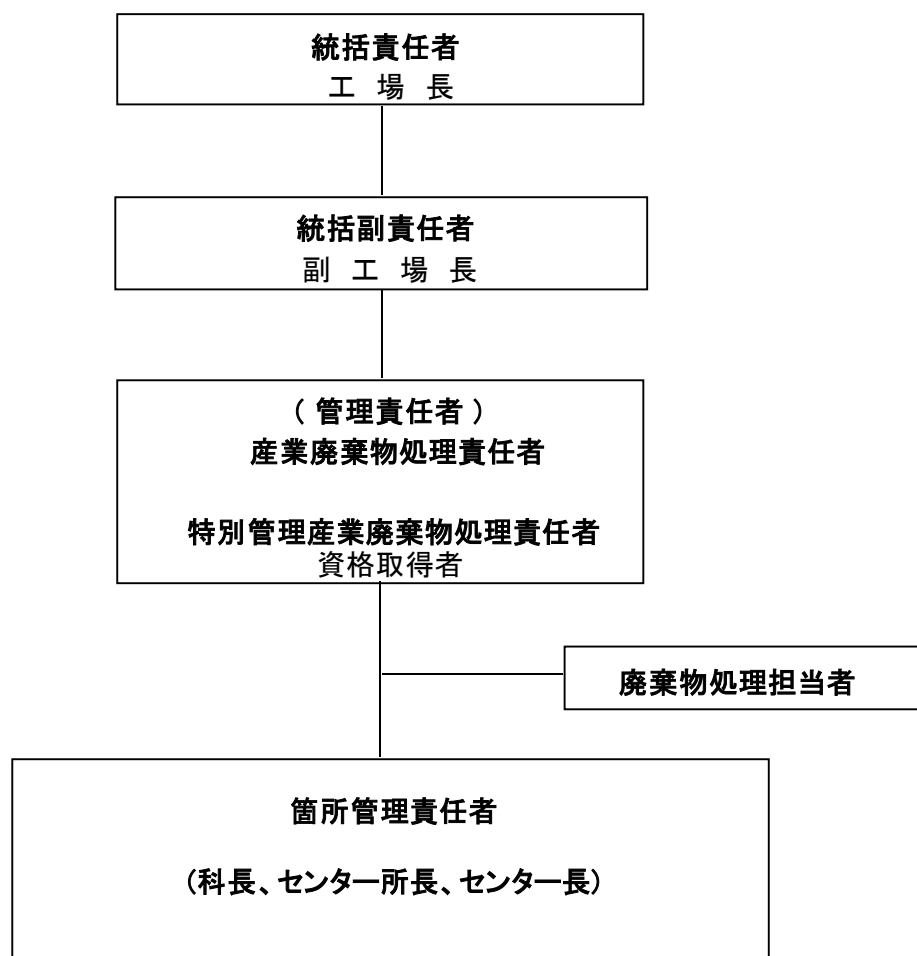 統括責任者
工　場　長
統括副責任者
副　工　場　長
（ 管理責任者 ）
産業廃棄物処理責任者
特別管理産業廃棄物処理責任者
資格取得者
廃棄物処理担当者
箇所管理責任者
（科長、センター所長、センター長）